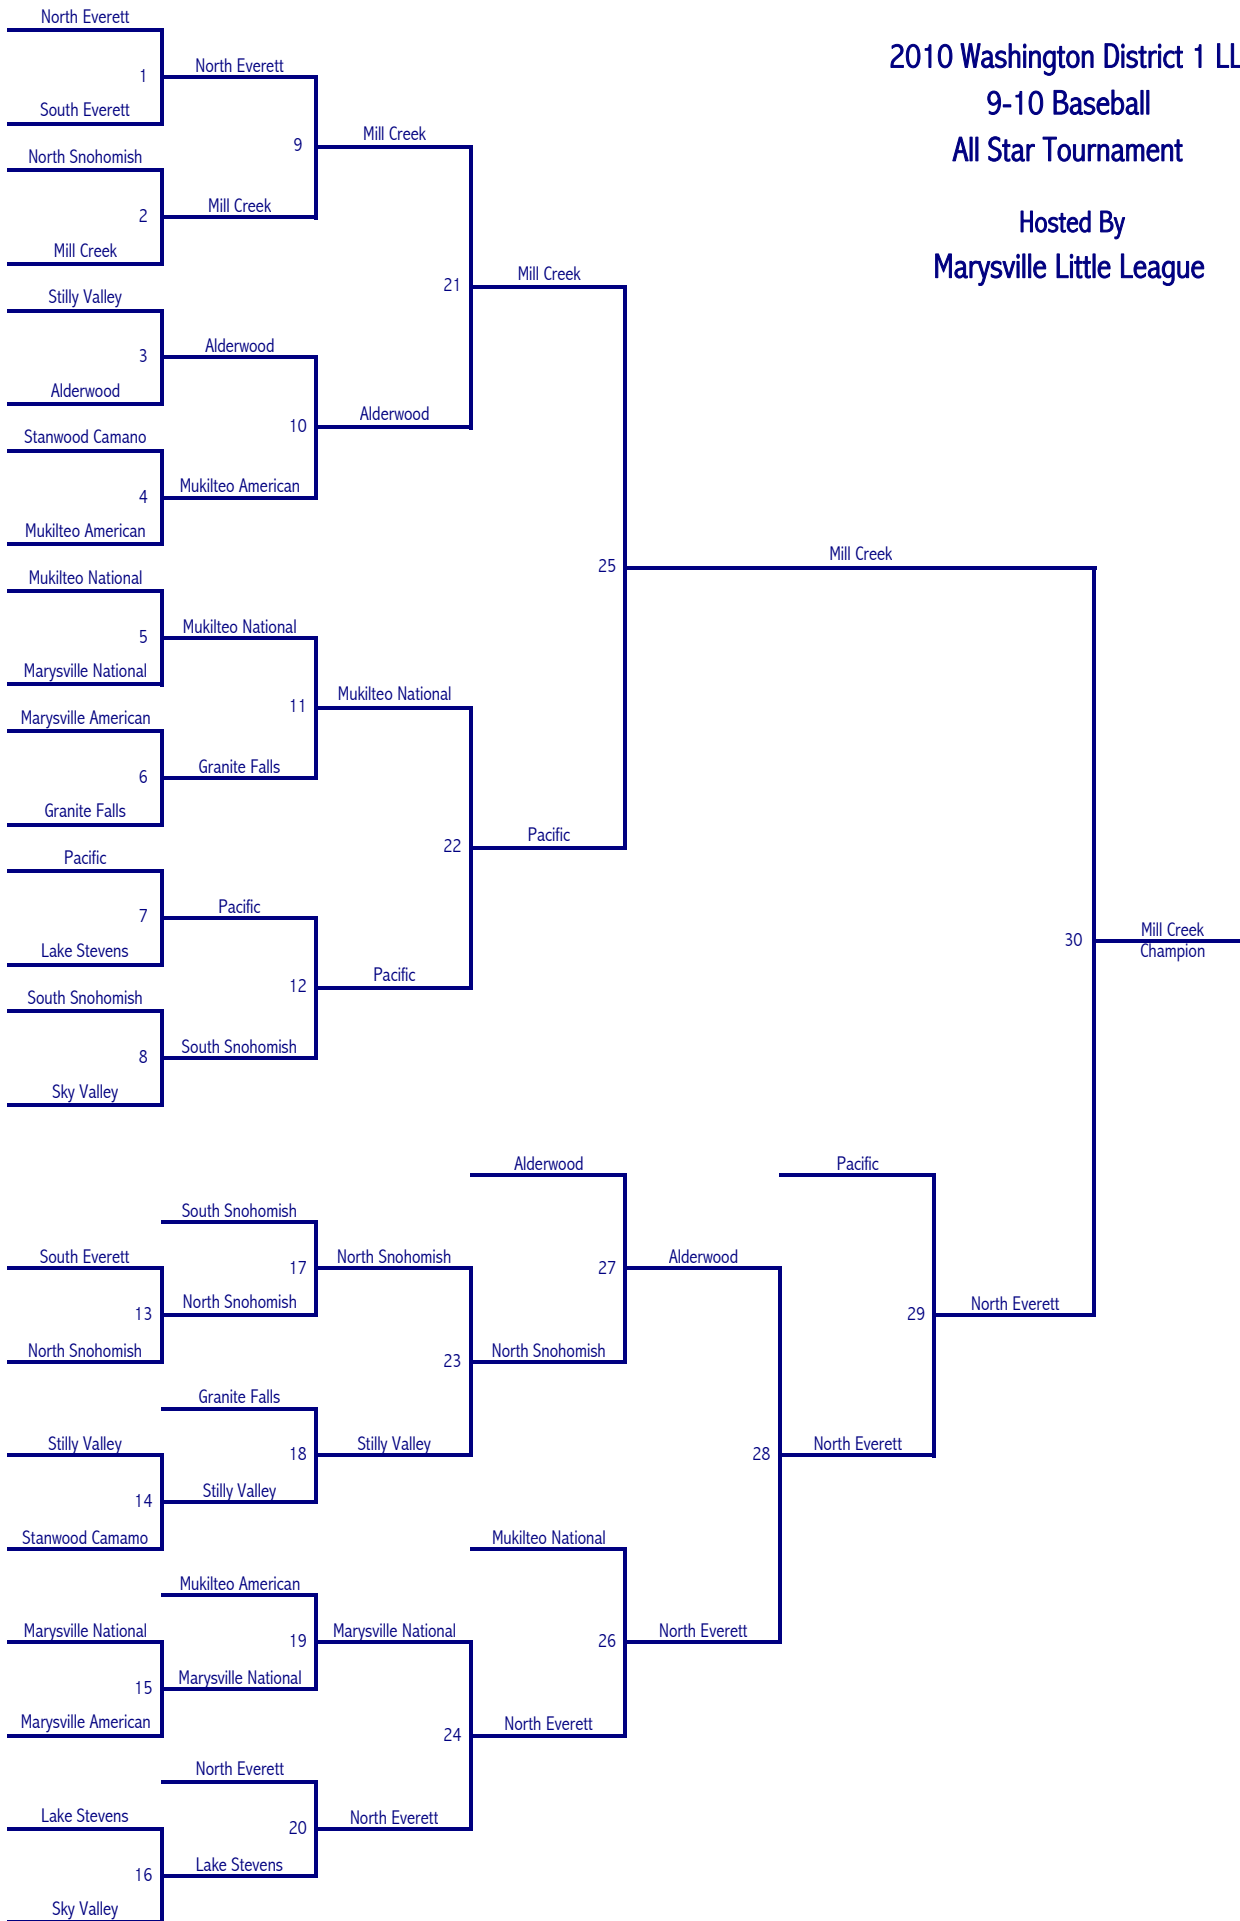 North Everett
2010 Washington District 1 LL
1
North Everett
9-10 Baseball
South Everett
9
Mill Creek
All Star Tournament
North Snohomish
2
Mill Creek
Hosted By
Mill Creek
Marysville Little League
21
Mill Creek
Stilly Valley
3
Alderwood
Alderwood
10
Alderwood
Stanwood Camano
4
Mukilteo American
Mukilteo American
25
Mill Creek
Mukilteo National
5
Mukilteo National
Marysville National
11
Mukilteo National
Marysville American
6
Granite Falls
Granite Falls
22
Pacific
Pacific
7
Pacific
Lake Stevens
30
Mill Creek
Champion
12
Pacific
South Snohomish
8
South Snohomish
Sky Valley
Alderwood
Pacific
South Snohomish
South Everett
17
North Snohomish
27
Alderwood
13
North Snohomish
29
North Everett
North Snohomish
23
North Snohomish
Granite Falls
Stilly Valley
18
Stilly Valley
28
North Everett
14
Stilly Valley
Stanwood Camamo
Mukilteo National
Mukilteo American
Marysville National
19
Marysville National
26
North Everett
15
Marysville National
Marysville American
24
North Everett
North Everett
Lake Stevens
20
North Everett
16
Lake Stevens
Sky Valley